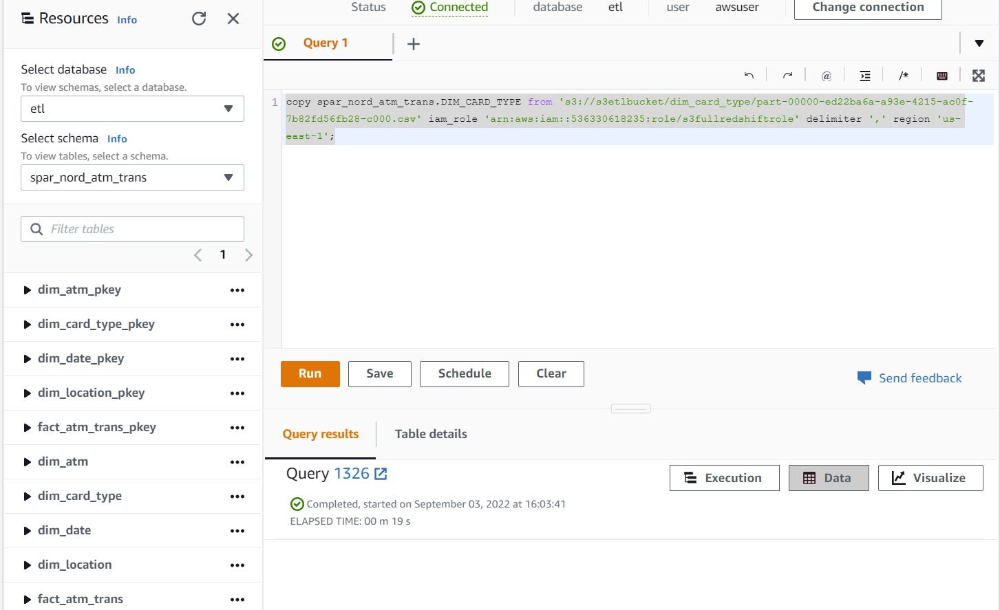 Resources Info
Select database Info
To view schemas, select a database.
etl
Select schema Info
To view tables, select a schema.
spar_nord_atm_trans
Filter tables
1
dim_atm_pkey
dim_card_type_pkey
dim_date_pkey
dim_location_pkey
fact_atm_trans_pkey
dim_atm
dim_card_type
dim_date
dim_location
fact_atm_trans
Status Connected database etl user awsuser Change connection
Query 1
@ /*
1 copy spar_nord_atm_trans.DIM_CARD_TYPE from 's3://s3etlbucket/dim_card_type/part-00000-ed22ba6a-a93e-4215-ac0f-
7b82fd56fb28-c000.csv' iam_role 'arn:aws:iam::536330618235:role/s3fullredshiftrole' delimiter ',' region 'us-
east-1';
Run Save Schedule Clear
Send feedback
Query results Table details
Query 1326
Execution Data Visualize
Completed, started on September 03, 2022 at 16:03:41
ELAPSED TIME: 00 m 19 s